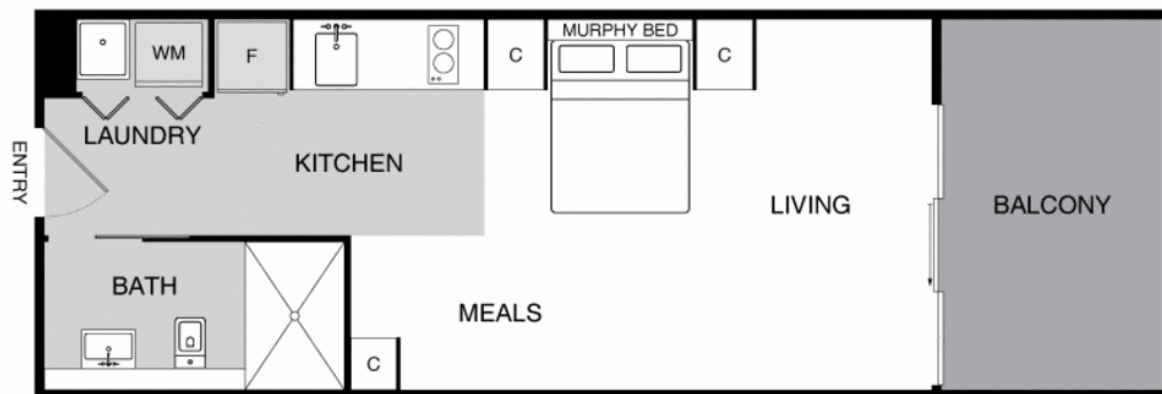 MURPHY BED
WM
F
C
C
LAUNDRY
ENTRY
KITCHEN
LIVING
BALCONY
BATH
MEALS
C